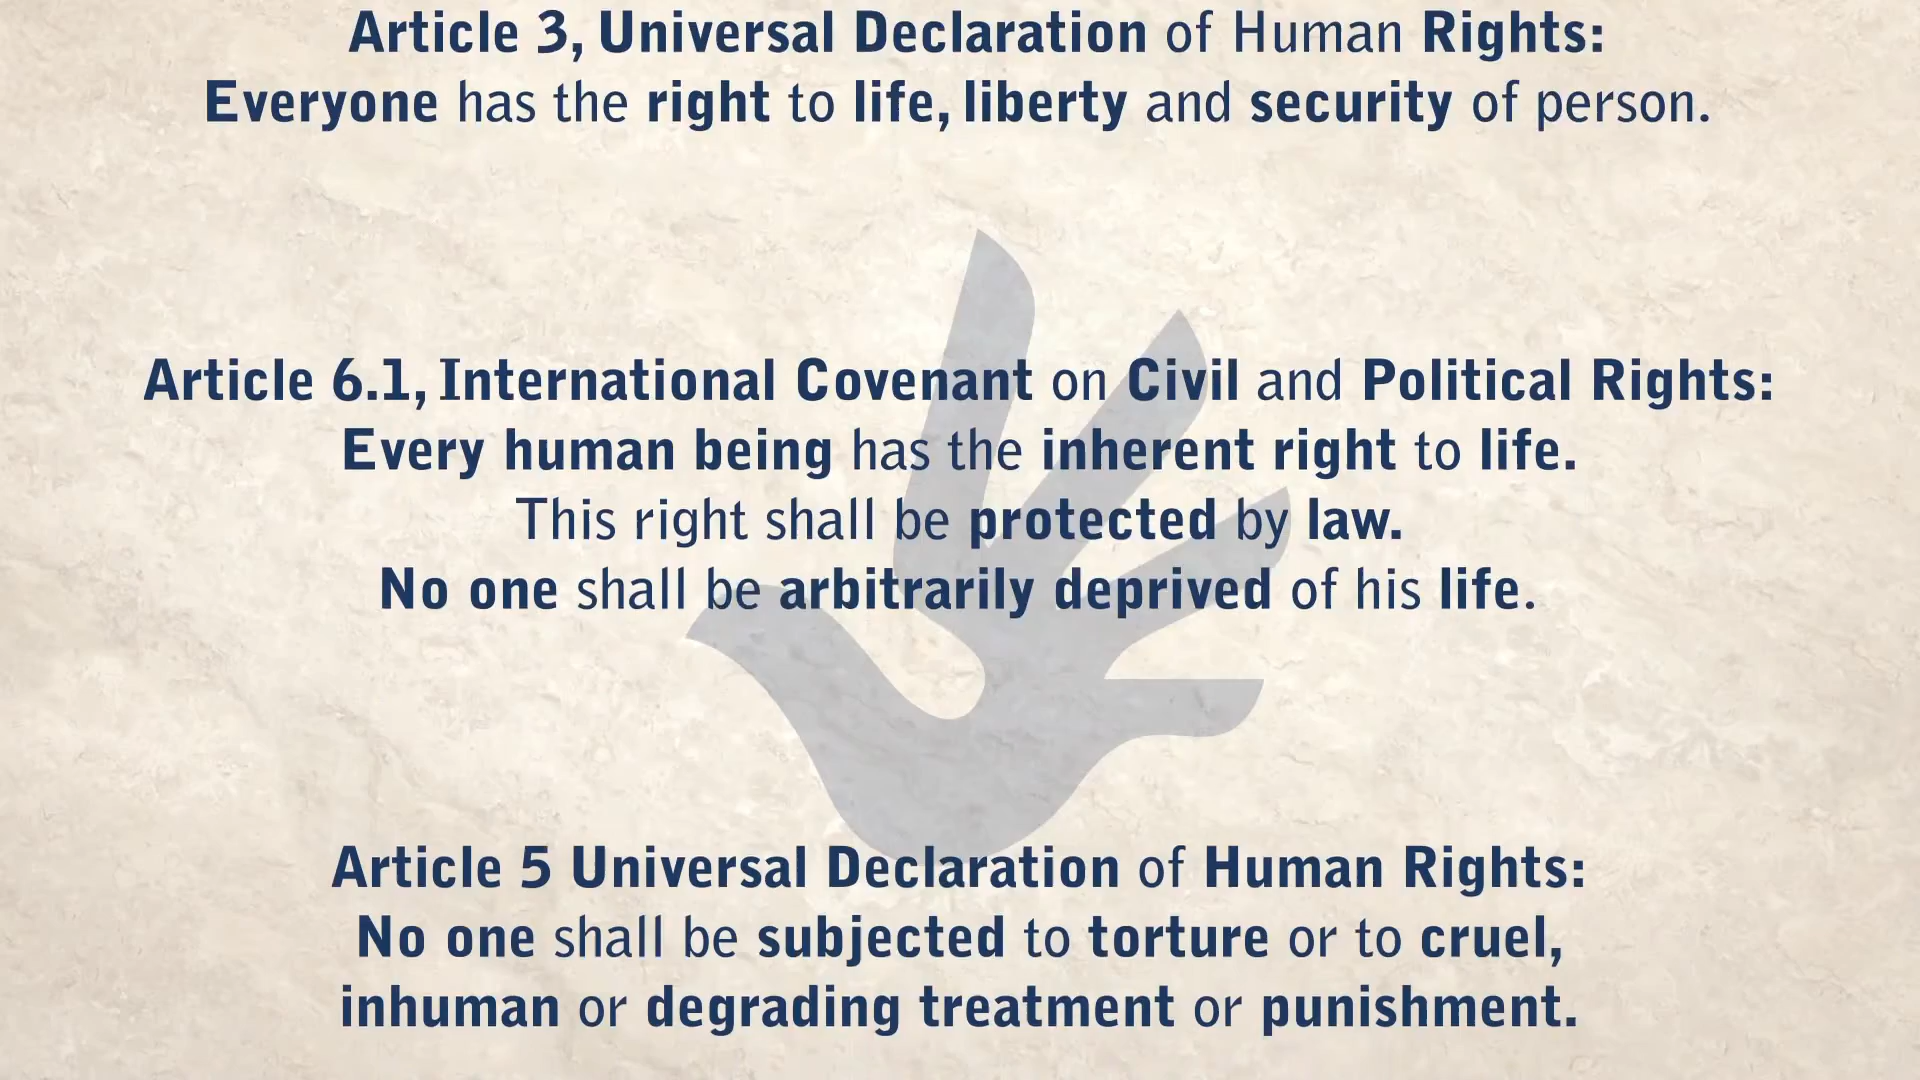 Article 3, Universal Declaration of Human Rights:
Everyone has the right to life, liberty and security of person.
Article 6.1, International Covenant on Civil and Political Rights:
Every human being has the inherent right to life.
This right shall be protected by law.
No one shall be arbitrarily deprived of his life.
Article 5 Universal Declaration of Human Rights:
No one shall be subjected to torture or to cruel,
inhuman or degrading treatment or punishment.